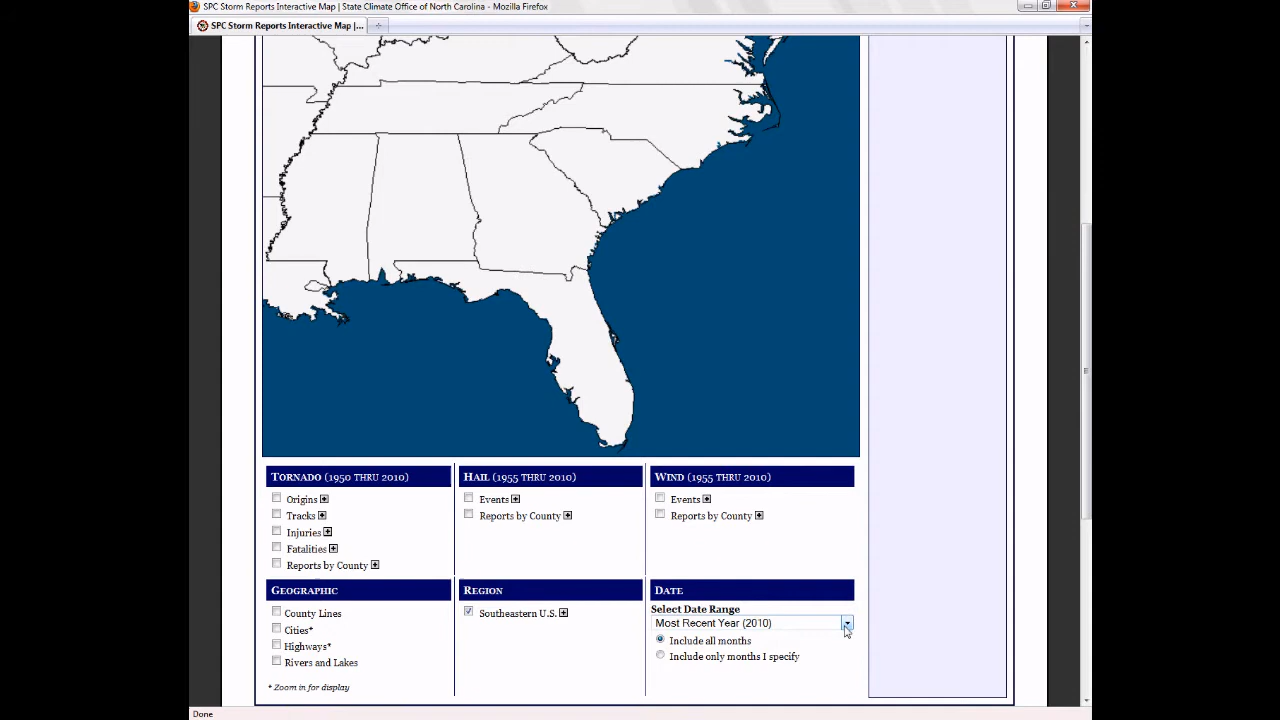 SPC Storm Reports Interactive Map | State Climate Office of North Carolina - Mozilla Firefox
SPC Storm Reports Interactive Map |...
TORNADO (1950 THRU 2010)
Origins
Tracks
Injuries
Fatalities
Reports by County
HAIL (1955 THRU 2010)
Events
Reports by County
WIND (1955 THRU 2010)
Events
Reports by County
GEOGRAPHIC
County Lines
Cities*
Highways*
Rivers and Lakes
* Zoom in for display
REGION
Southeastern U.S.
DATE
Select Date Range
Most Recent Year (2010)
Include all months
Include only months I specify
Done